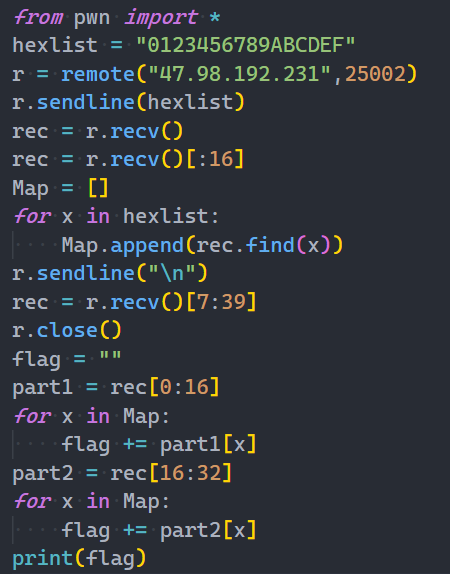 from pwn import *
hexlist = "0123456789ABCDEF"
r = remote("47.98.192.231",25002)
r.sendline(hexlist)
rec = r.recv()
rec = r.recv()[:16]
Map = []
for x in hexlist:
    Map.append(rec.find(x))
r.sendline("\n")
rec = r.recv()[7:39]
r.close()
flag = ""
part1 = rec[0:16]
for x in Map:
    flag += part1[x]
part2 = rec[16:32]
for x in Map:
    flag += part2[x]
print(flag)